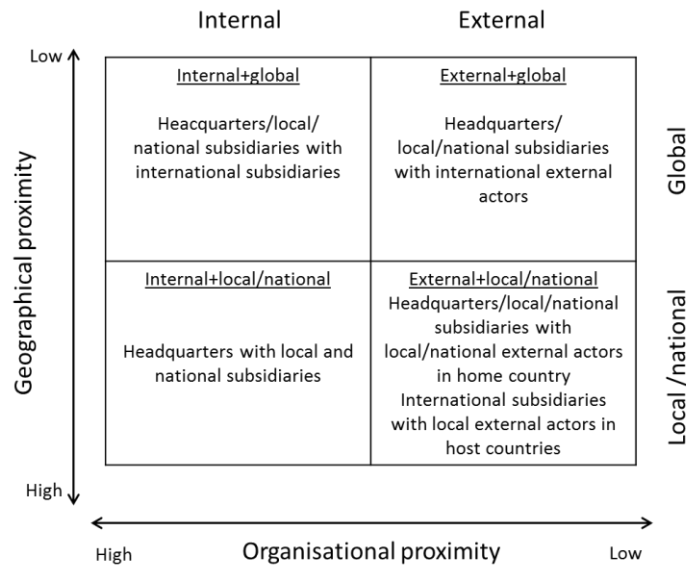 Internal
External
Low
Internal+global
Heacquarters/local/
national subsidiaries with
international subsidiaries
External+global
Headquarters/
local/national subsidiaries
with international external
actors
Global
Geographical proximity
Internal+local/national
Headquarters with local and
national subsidiaries
External+local/national
Headquarters/local/national
subsidiaries with
local/national external actors
in home country
International subsidiaries
with local external actors in
host countries
Local /national
High
High
Organisational proximity
Low